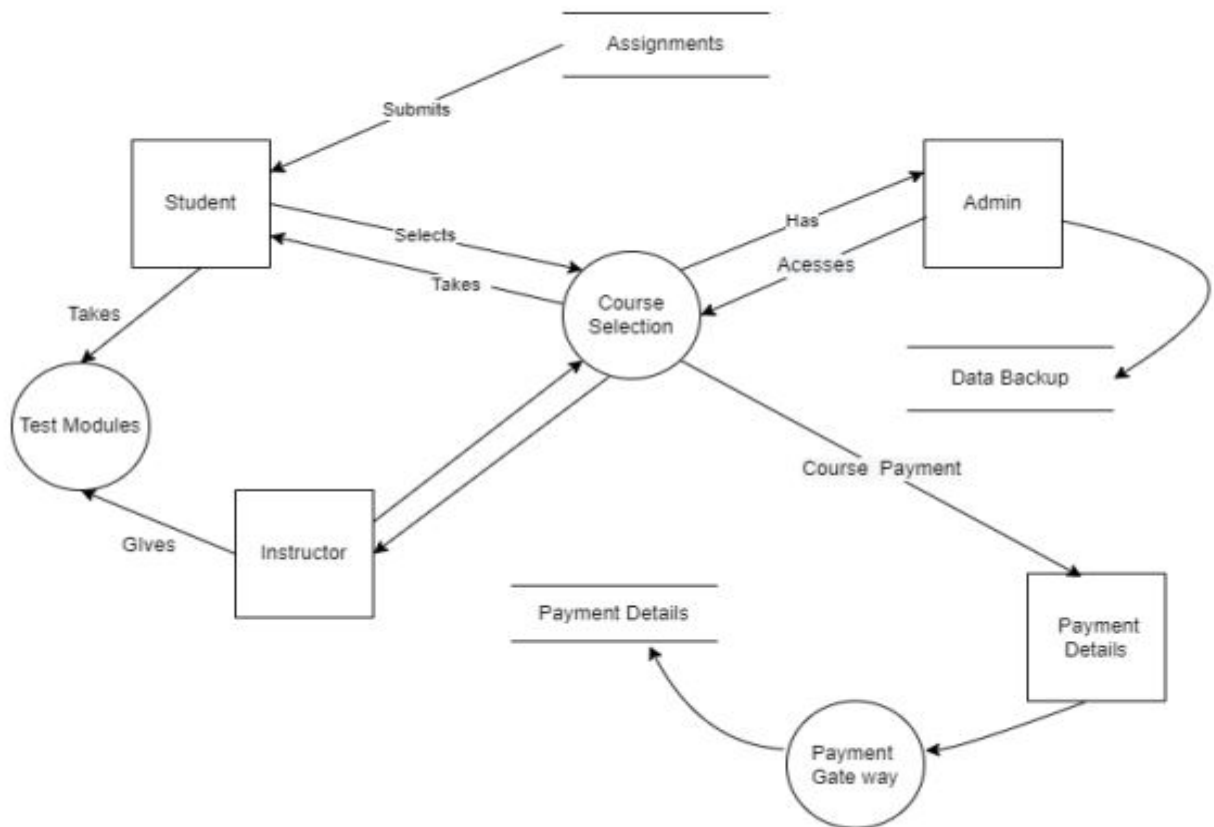 Assignments
Submits
Student
Admin
Has
Selects
Acesses
Takes
Course
Selection
Takes
Data Backup
Test Modules
Course Payment
GIves
Instructor
Payment Details
Payment
Details
Payment
Gate way